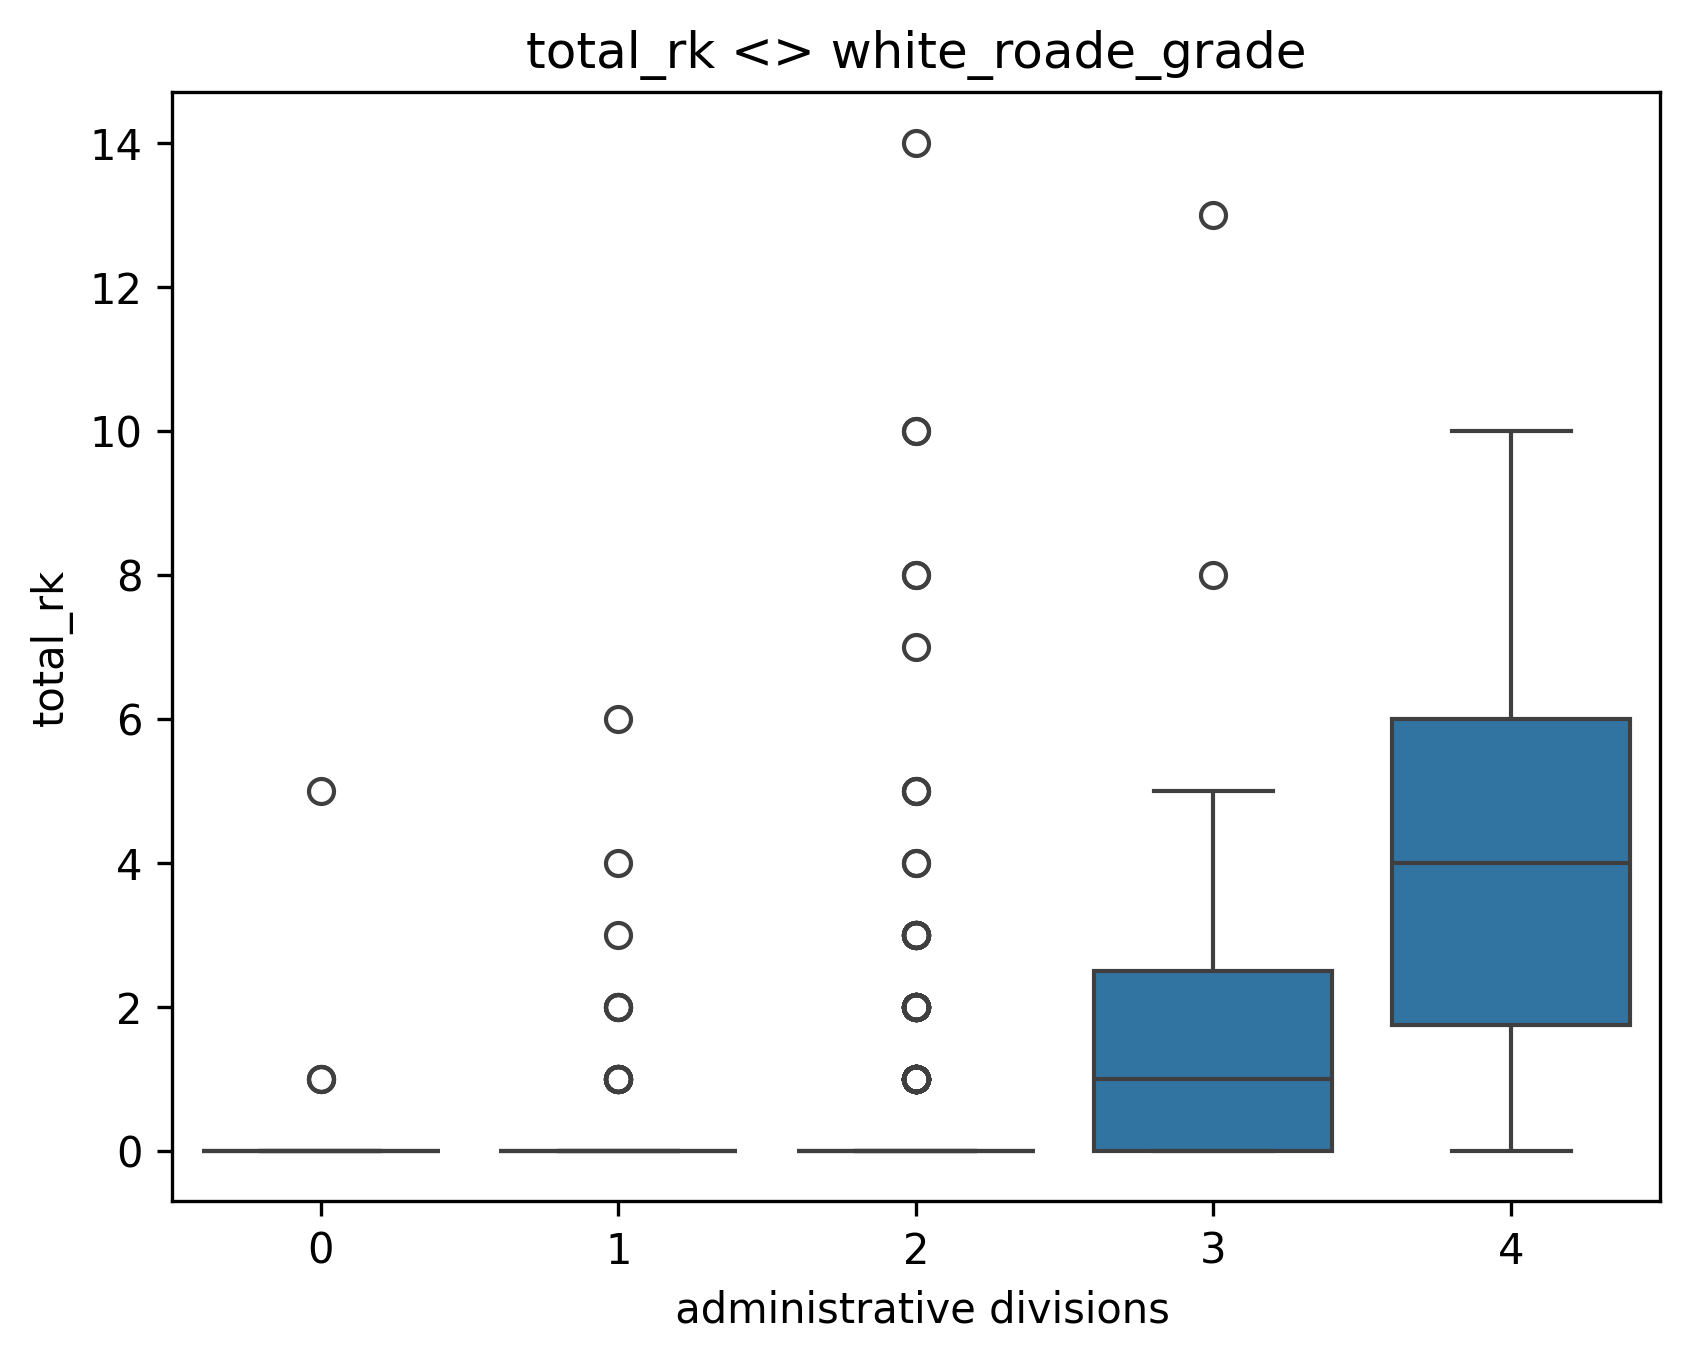 total_rk <> white_roade_grade
14
12
10
8
6
4
2
0
total_rk
0 1 2 3 4
administrative divisions